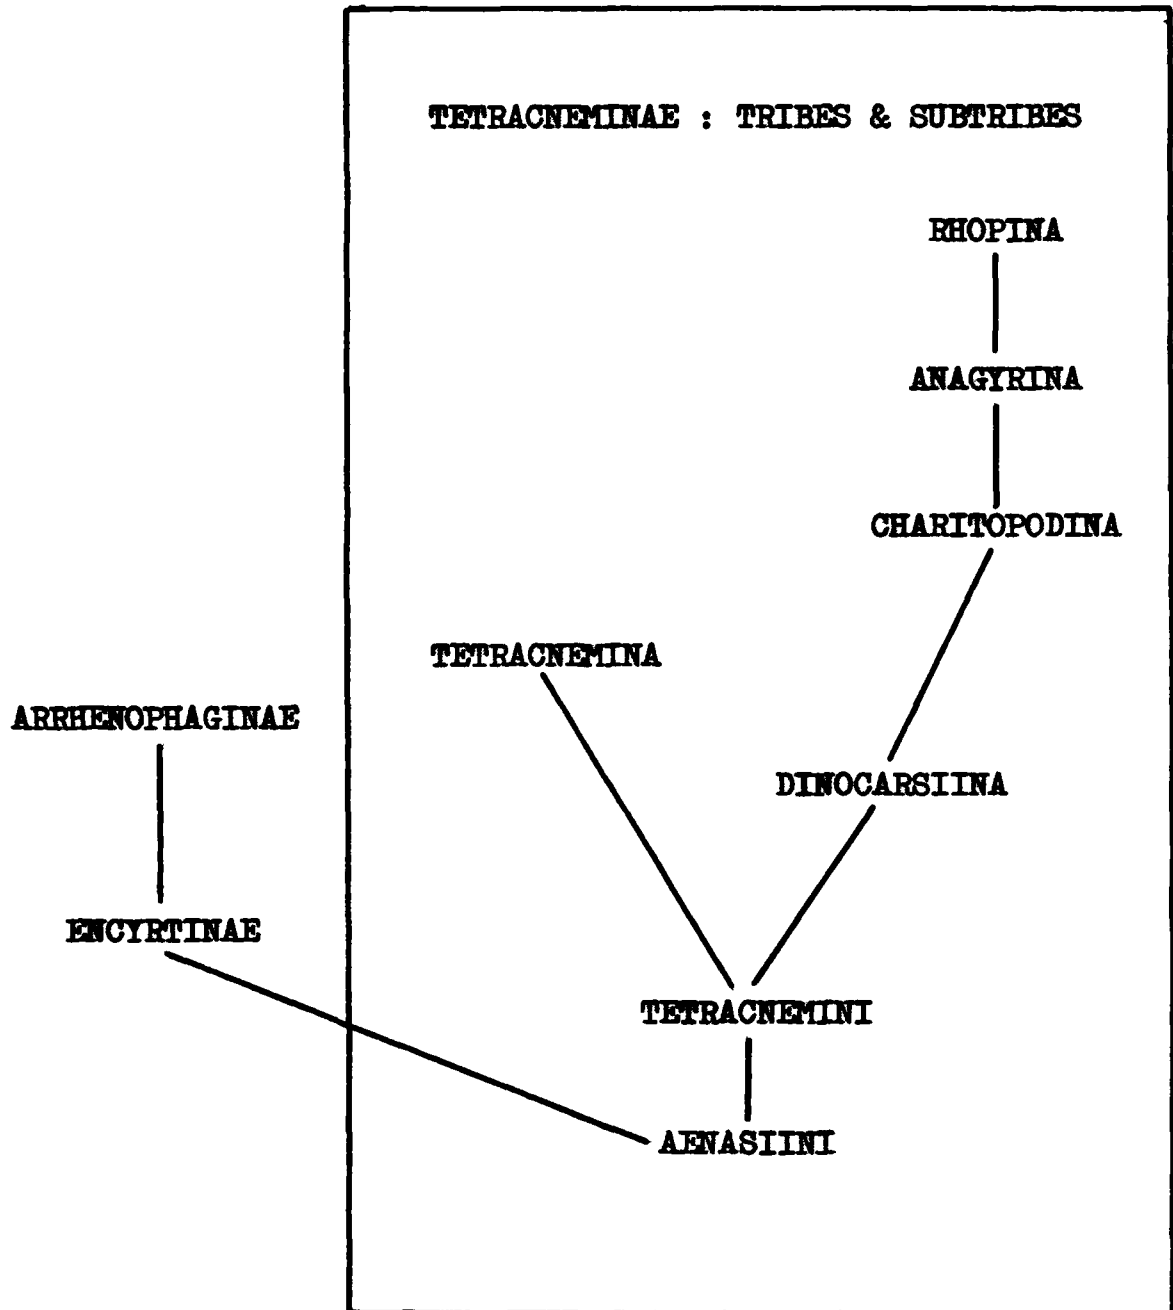 TETRACNEMINAE : TRIBES & SUBTRIBES
RHOPINA
ANAGYRINA
CHARITOPODINA
TETRACNEMINA
ARRHENOPHAGINAE
DINOCARSIINA
ENCYRTINAE
TETRACNEMINI
AENASIINI